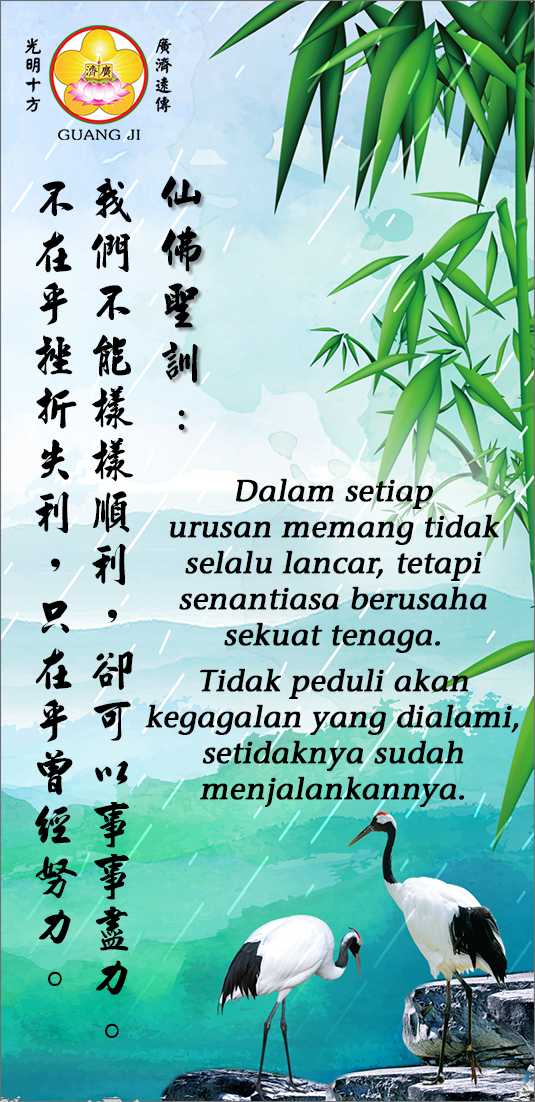 光明十方
廣濟遠傳
廣濟
GUANG JI
仙佛聖訓：
我們不能樣樣順利，卻可以事事盡力。
不在乎挫折失利，只在乎曾經努力。
Dalam setiap
urusan memang tidak
selalu lancar, tetapi
senantiasa berusaha
sekuat tenaga.
Tidak peduli akan
kegagalan yang dialami,
setidaknya sudah
menjalankannya.